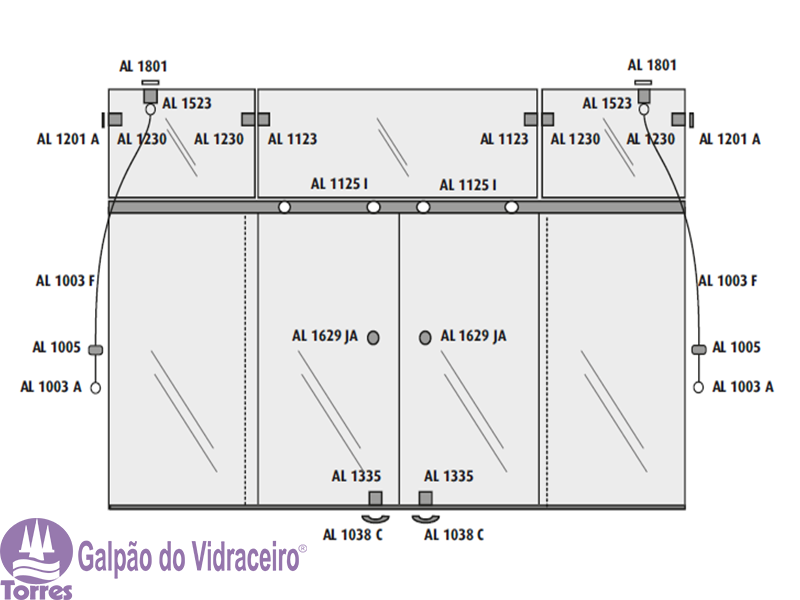 AL 1801
AL 1801
AL 1523
AL 1523
AL 1201 A
AL 1230
AL 1230
AL 1123
AL 1123
AL 1230
AL 1230
AL 1201 A
AL 1125 I
AL 1125 I
AL 1003 F
AL 1003 F
AL 1629 JA
AL 1629 JA
AL 1005
AL 1005
AL 1003 A
AL 1003 A
AL 1335
AL 1335
AL 1038 C
AL 1038 C
Galpão do Vidraceiro®
Torres